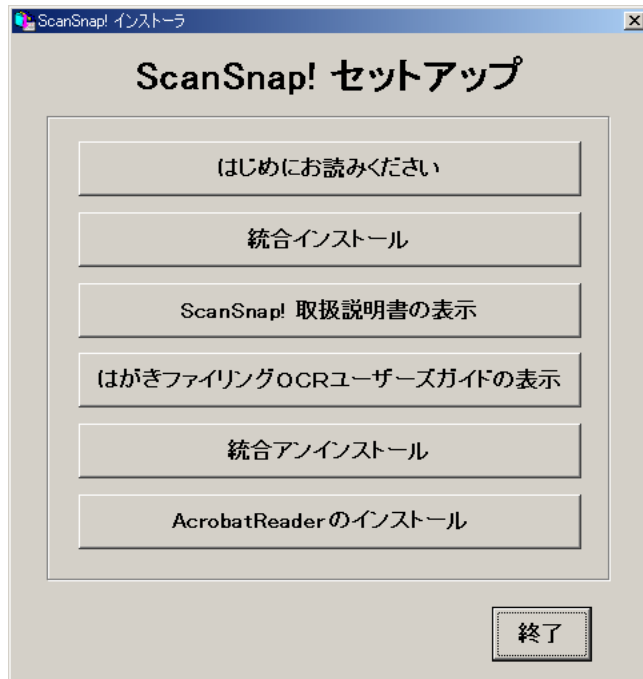 ScanSnap! インストーラ
ScanSnap! セットアップ
はじめにお読みください
統合インストール
ScanSnap! 取扱説明書の表示
はがきファイリングOCRユーザーズガイドの表示
統合アンインストール
AcrobatReaderのインストール
終了